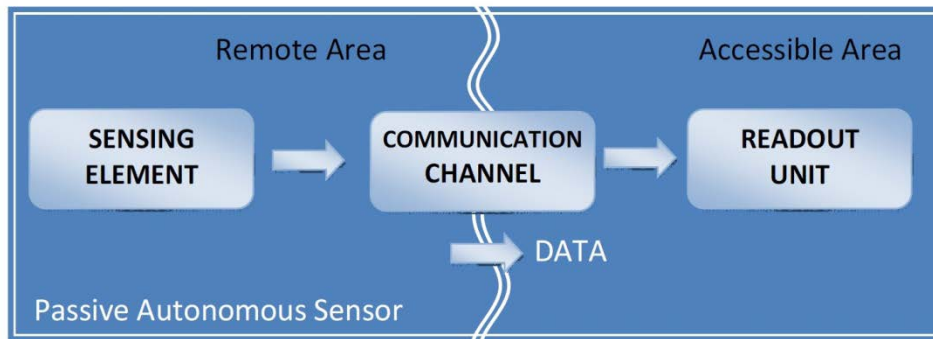 Remote Area
Accessible Area
SENSING
ELEMENT
COMMUNICATION
CHANNEL
READOUT
UNIT
DATA
Passive Autonomous Sensor